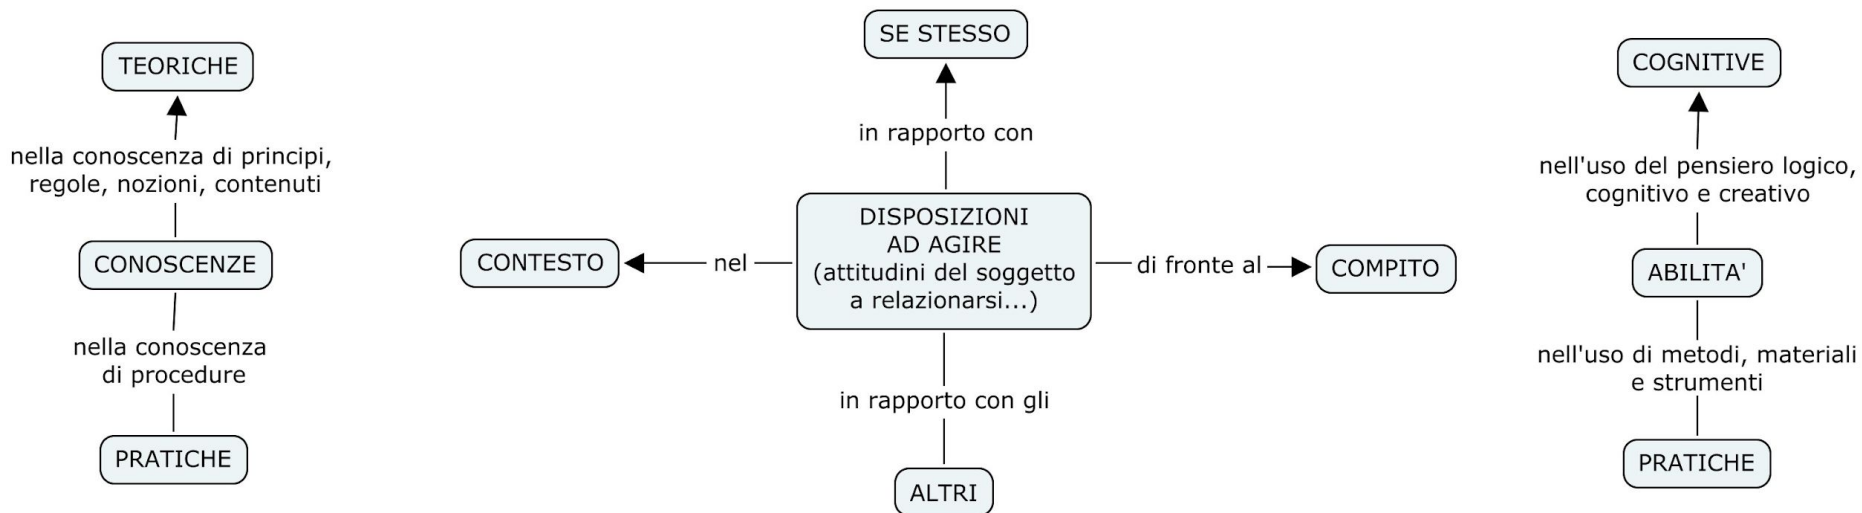 TEORICHE
nella conoscenza di principi,
regole, nozioni, contenuti
CONOSCENZE
nella conoscenza
di procedure
PRATICHE
SE STESSO
in rapporto con
DISPOSIZIONI
AD AGIRE
(attitudini del soggetto
a relazionarsi...)
nel
CONTESTO
di fronte al
COMPITO
in rapporto con gli
ALTRI
COGNITIVE
nell'uso del pensiero logico,
cognitivo e creativo
ABILITA'
nell'uso di metodi, materiali
e strumenti
PRATICHE